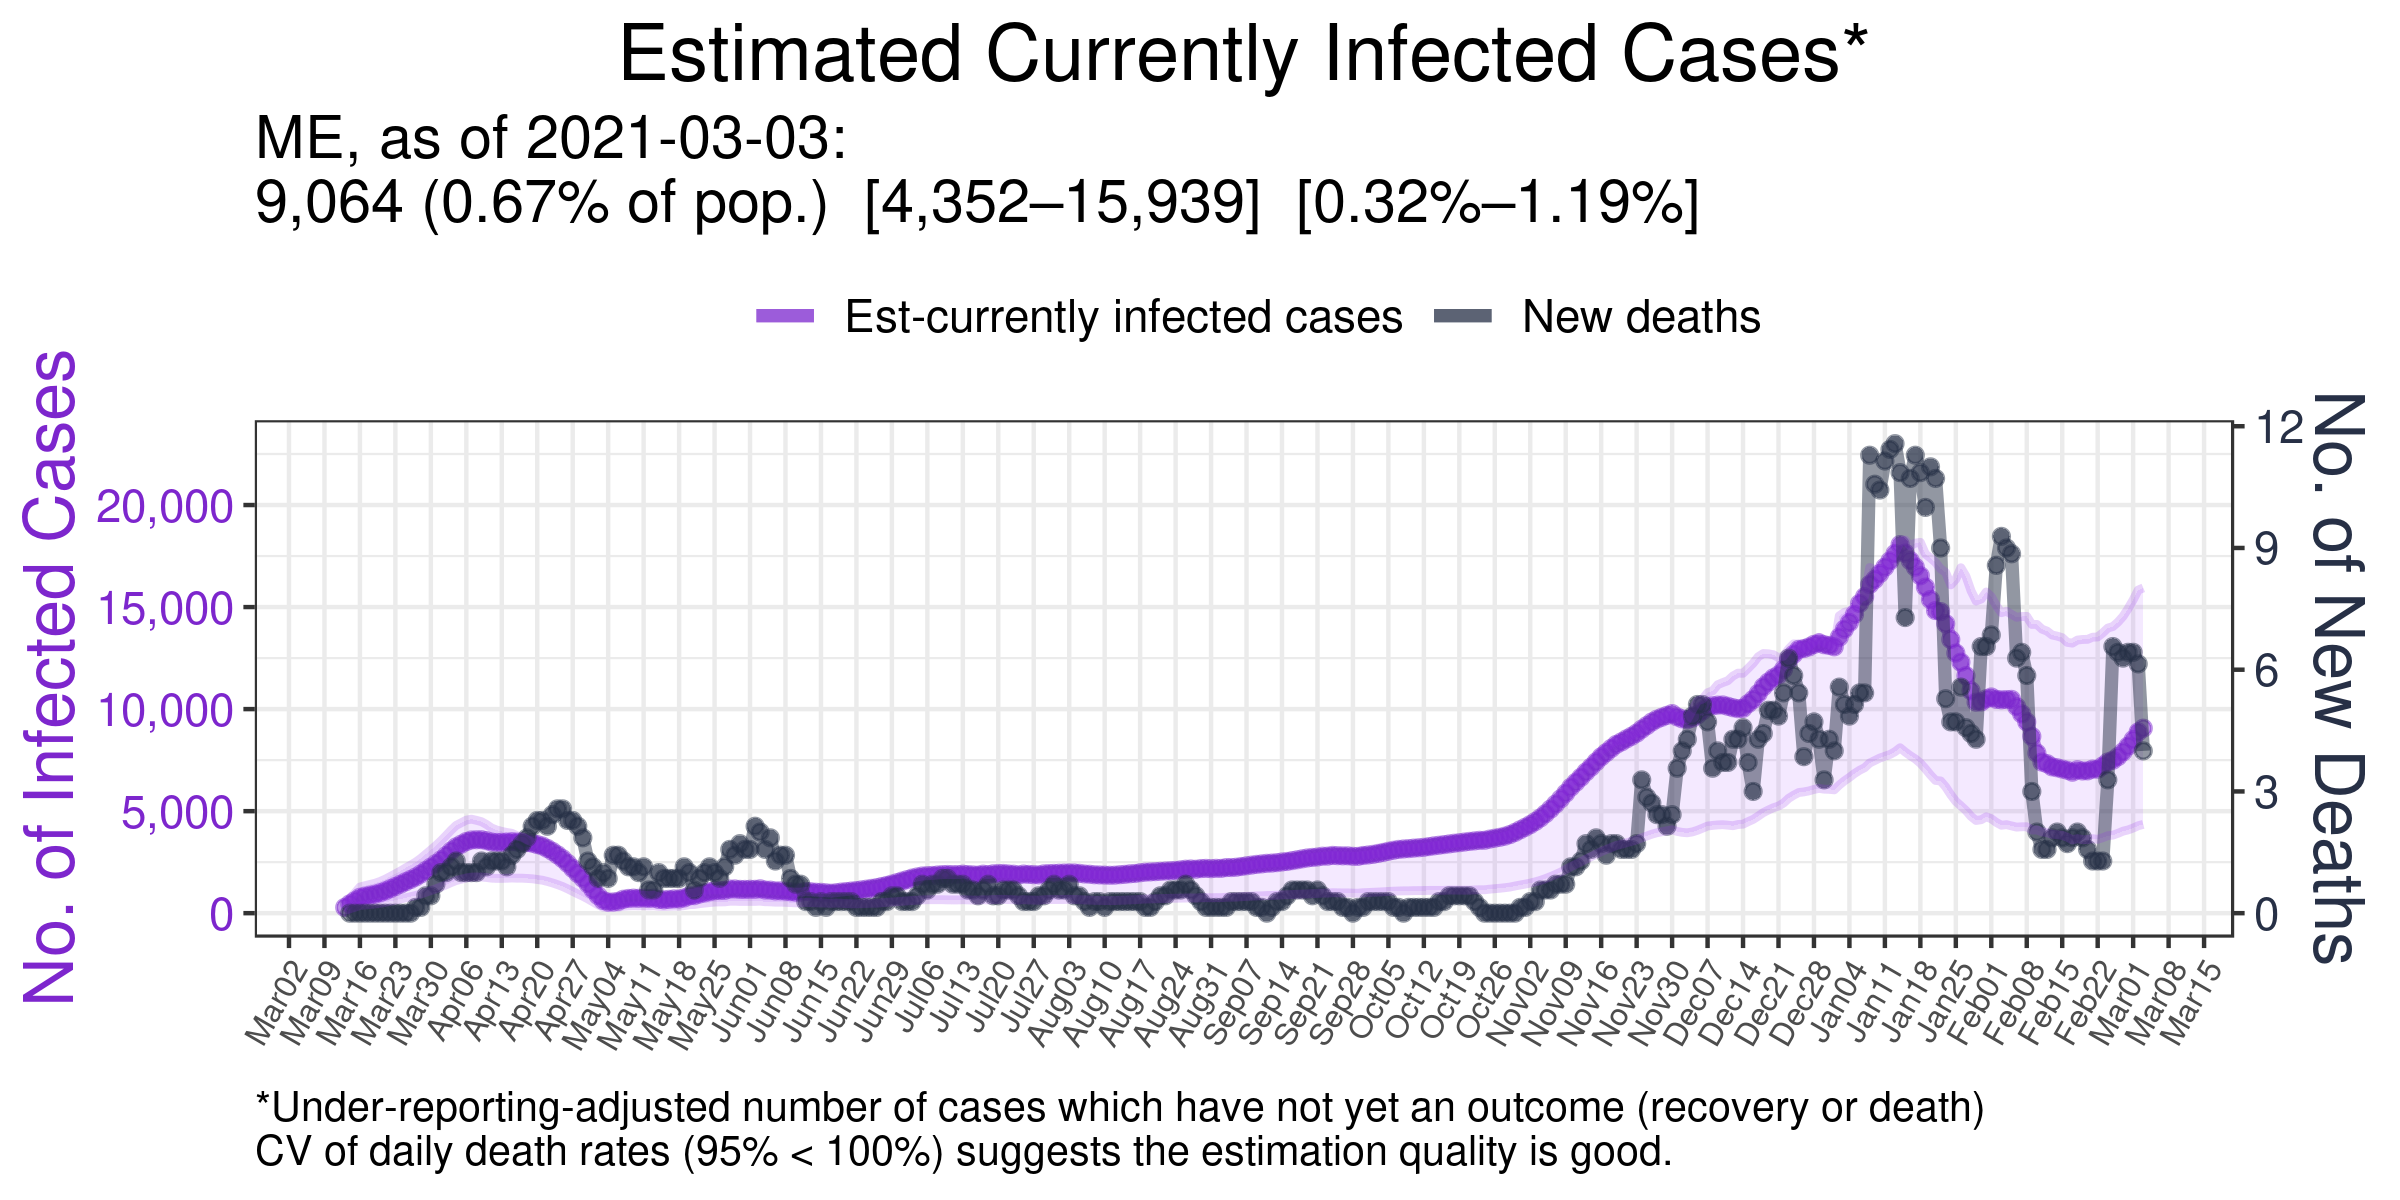 Estimated Currently Infected Cases*
ME, as of 2021-03-03:
9,064 (0.67% of pop.)  [4,352–15,939]  [0.32%–1.19%]
Est-currently infected cases
New deaths
No. of Infected Cases
20,000
15,000
10,000
5,000
0
12
9
6
3
0
No. of New Deaths
Mar02
Mar09
Mar16
Mar23
Mar30
Apr06
Apr13
Apr20
Apr27
May04
May11
May18
May25
Jun01
Jun08
Jun15
Jun22
Jun29
Jul06
Jul13
Jul20
Jul27
Aug03
Aug10
Aug17
Aug24
Aug31
Sep07
Sep14
Sep21
Sep28
Oct05
Oct12
Oct19
Oct26
Nov02
Nov09
Nov16
Nov23
Nov30
Dec07
Dec14
Dec21
Dec28
Jan04
Jan11
Jan18
Jan25
Feb01
Feb08
Feb15
Feb22
Mar01
Mar08
Mar15
*Under-reporting-adjusted number of cases which have not yet an outcome (recovery or death)
CV of daily death rates (95% < 100%) suggests the estimation quality is good.